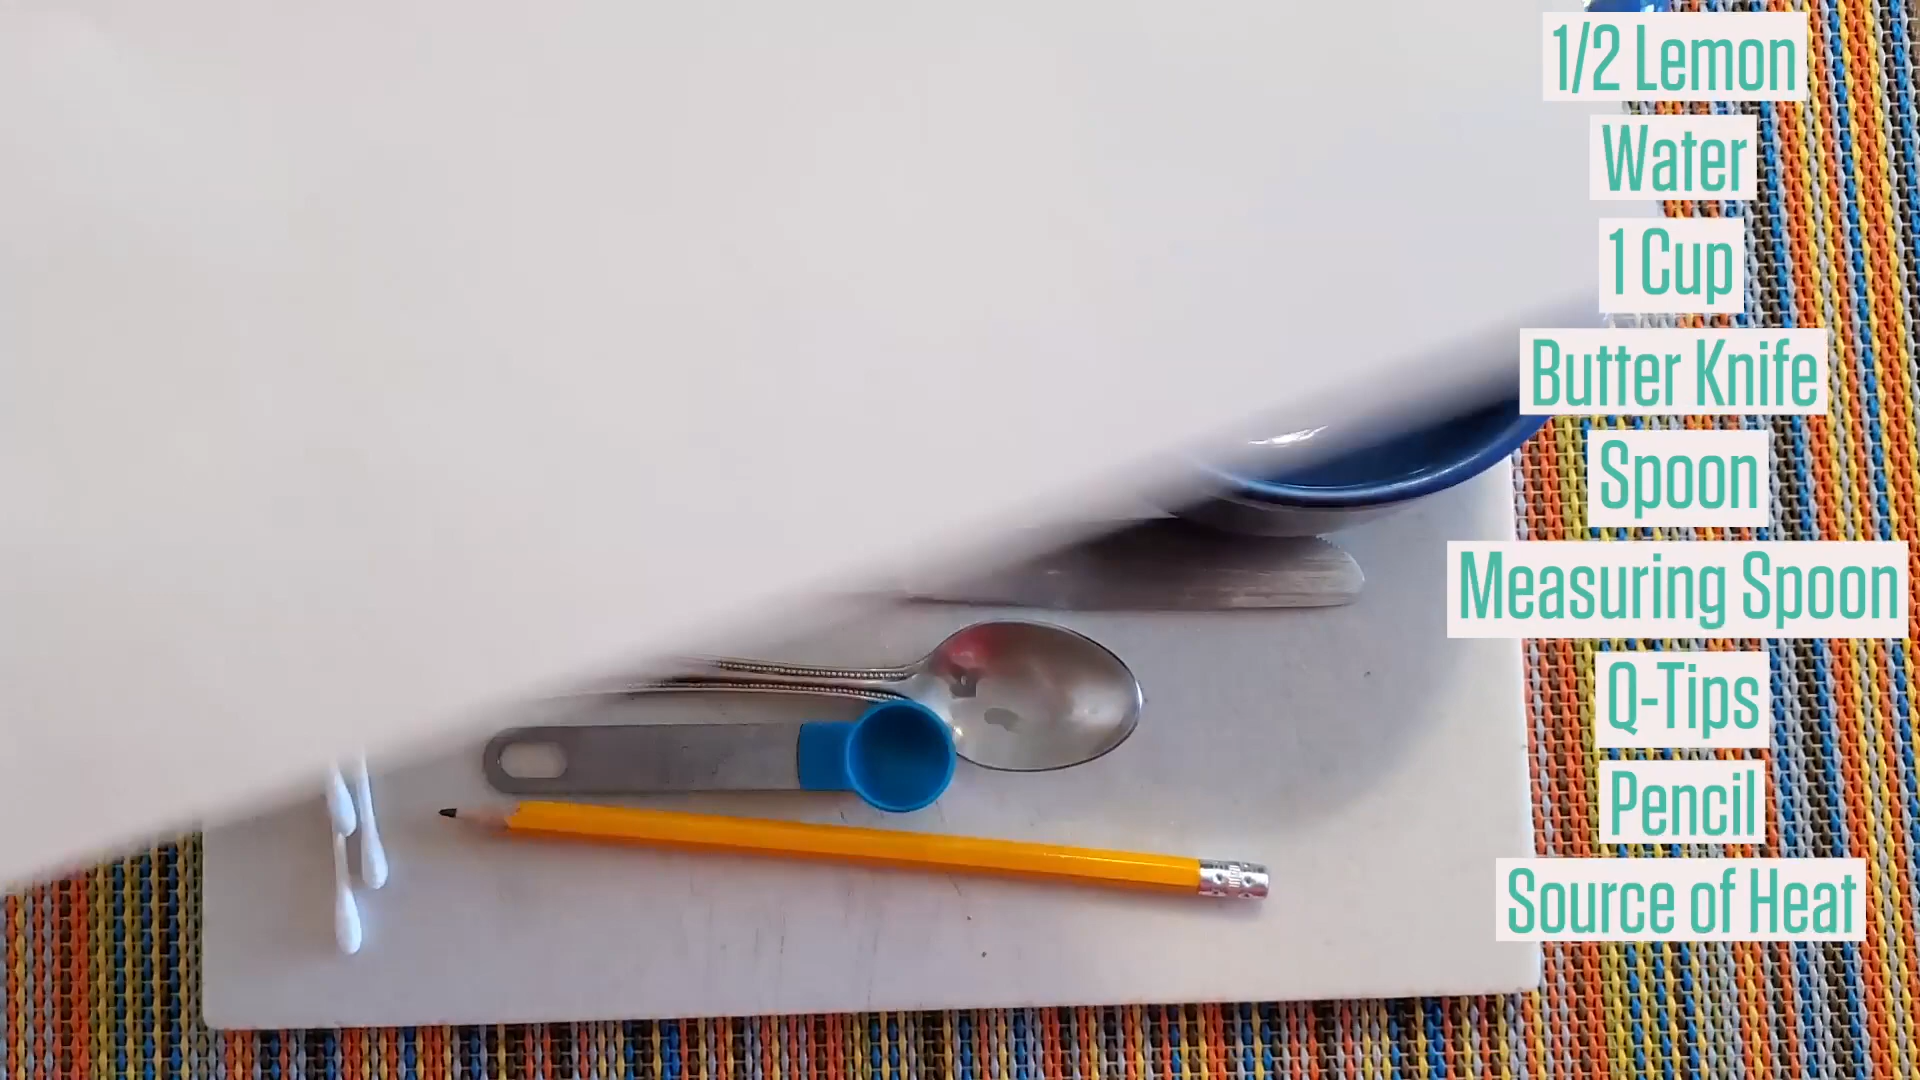 1/2 Lemon
Water
1 Cup
Butter Knife
Spoon
Measuring Spoon
Q-Tips
Pencil
Source of Heat